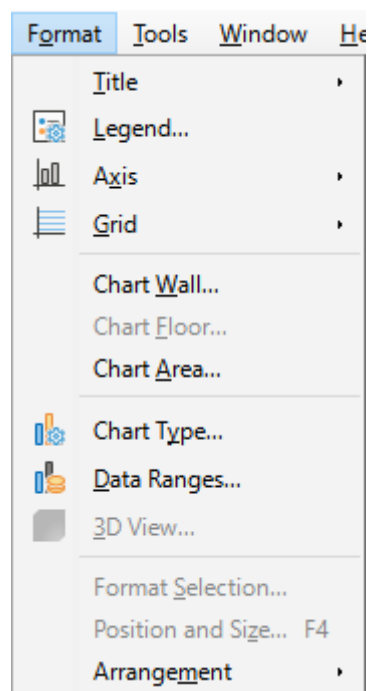 Format Tools Window He
Title
Legend...
Axis
Grid
Chart Wall...
Chart Floor...
Chart Area...
Chart Type...
Data Ranges...
3D View...
Format Selection...
Position and Size... F4
Arrangement